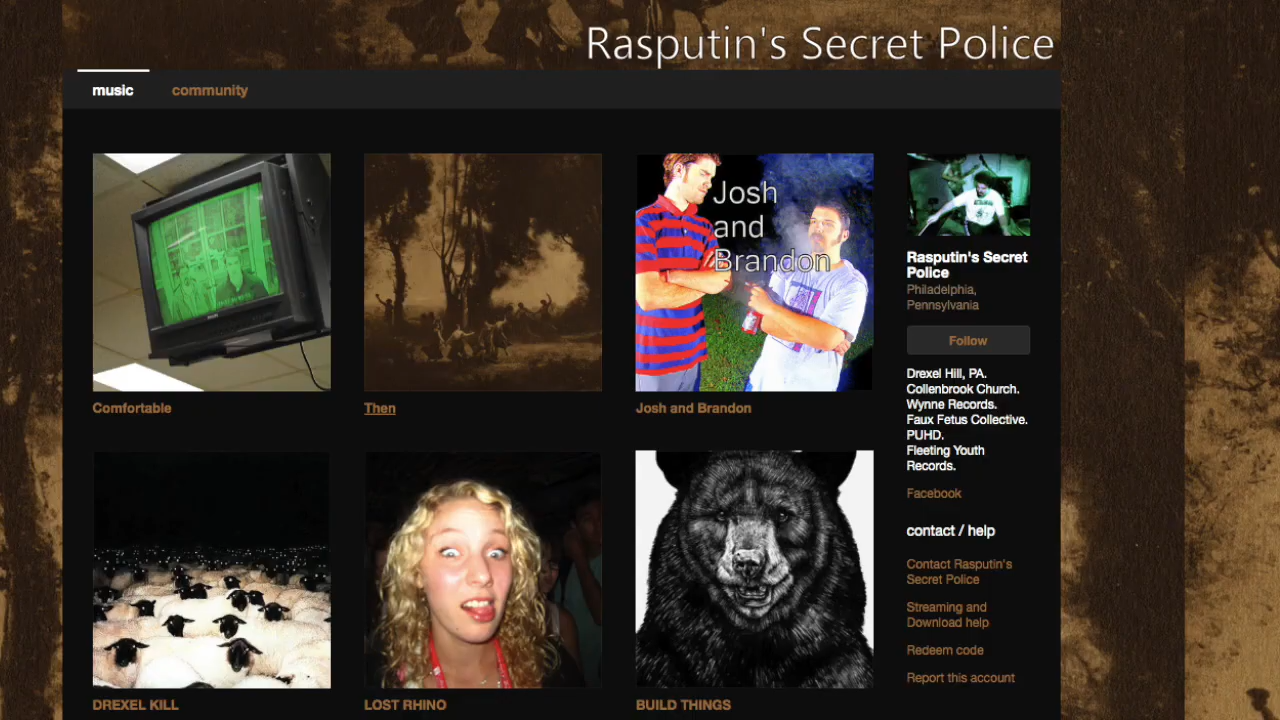 Rasputin's Secret Police
music
community
Josh
and
Brandon
Comfortable
Then
Josh and Brandon
DREXEL KILL
LOST RHINO
BUILD THINGS
Rasputin's Secret
Police
Philadelphia,
Pennsylvania
Follow
Drexel Hill, PA.
Collenbrook Church.
Wynne Records.
Faux Fetus Collective.
PUHD.
Fleeting Youth
Records.
Facebook
contact / help
Contact Rasputin's
Secret Police
Streaming and
Download help
Redeem code
Report this account